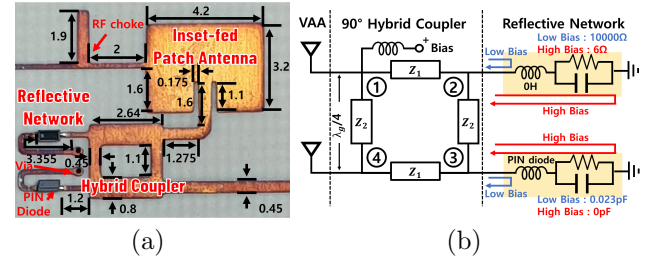 4.2
1.9
RF choke
2
Inset-fed
Patch Antenna
3.2
0.175
1.6
1.6
1.1
Reflective
Network
2.64
3.355
0.45
1.1
1.275
Via
Hybrid Coupler
PIN
Diode
1.2
0.8
0.45
(a)
VAA
90° Hybrid Coupler
Reflective Network
+
Bias
Low Bias : 10000Ω
High Bias : 6Ω
Low Bias
0H
High Bias
1
Z1
2
λg/4
Z2
Z2
High Bias
4
Z1
3
PIN diode
Low Bias
Low Bias : 0.023pF
High Bias : 0pF
(b)